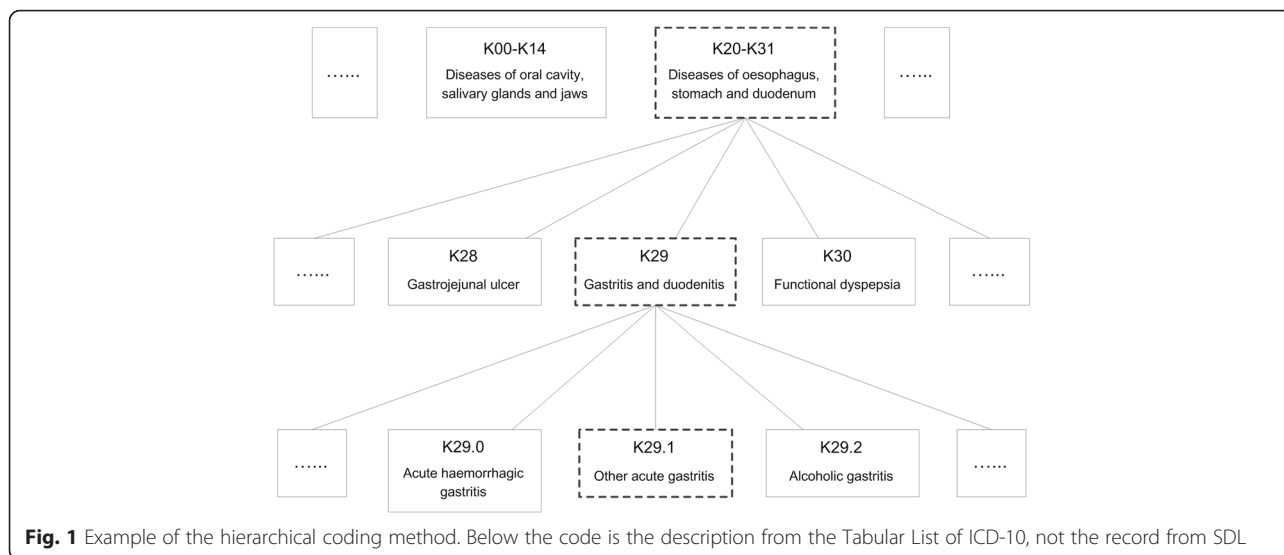 ...... K00-K14 K20-K31 ......
Diseases of oral cavity, Diseases of oesophagus,
salivary glands and jaws stomach and duodenum
...... K28 K29 K30 ......
Gastrojejunal ulcer Gastritis and duodenitis Functional dyspepsia
...... K29.0 K29.1 K29.2 ......
Acute haemorrhagic Other acute gastritis Alcoholic gastritis
gastritis
Fig. 1 Example of the hierarchical coding method. Below the code is the description from the Tabular List of ICD-10, not the record from SDL